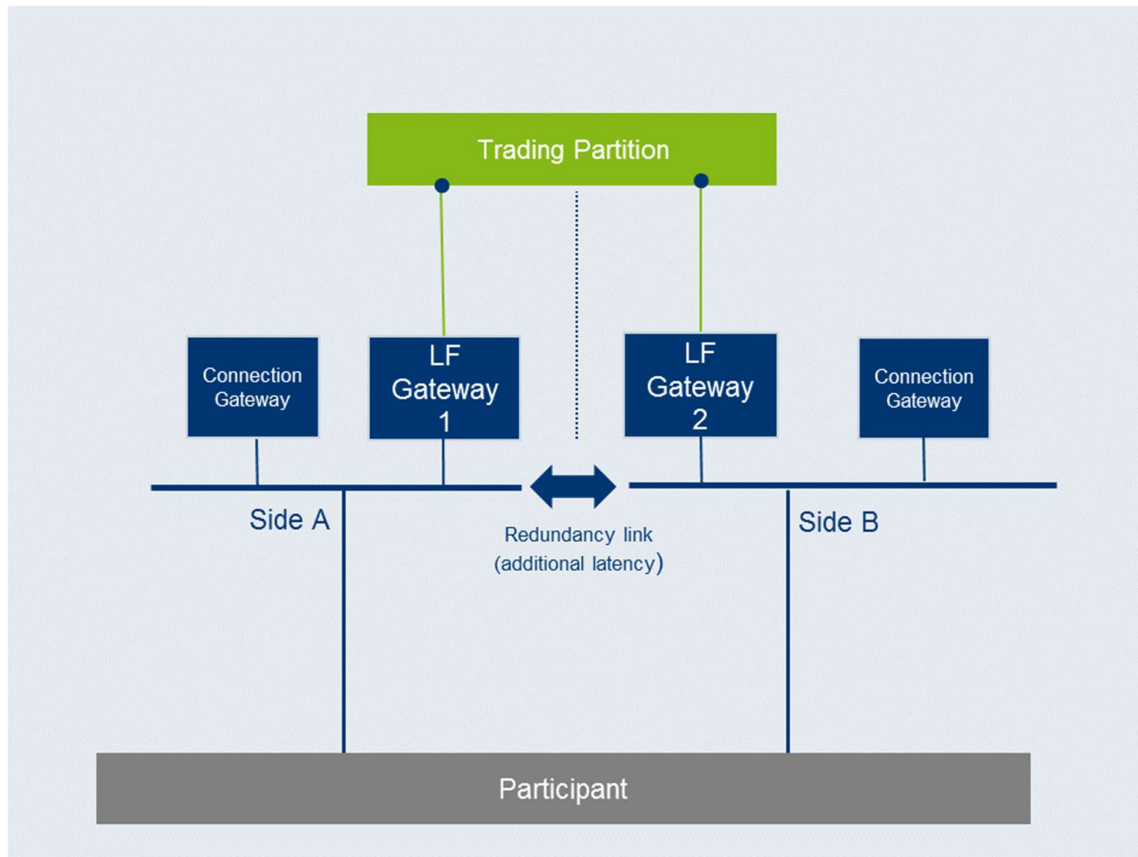 Trading Partition
Connection
Gateway
LF
Gateway
1
LF
Gateway
2
Connection
Gateway
Side A
Redundancy link
(additional latency)
Side B
Participant